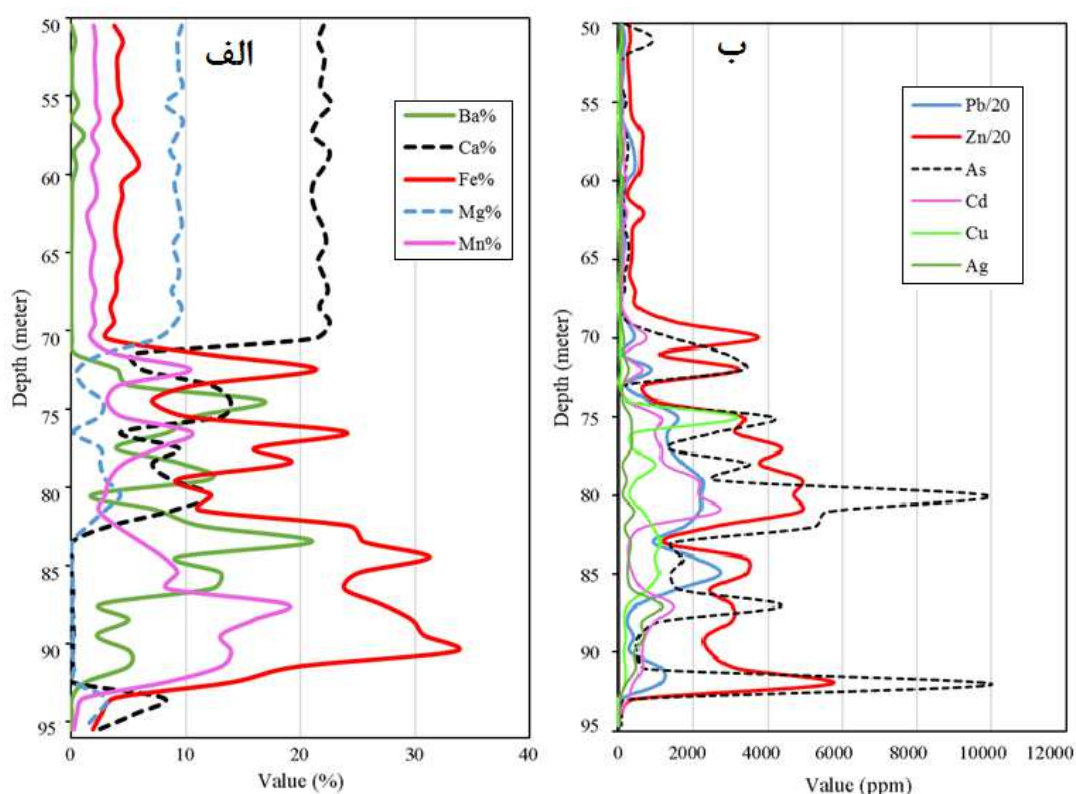 الف
Ba%
Ca%
Fe%
Mg%
Mn%
Depth (meter)
50
55
60
65
70
75
80
85
90
95
0
10
20
30
40
Value (%)
ب
Pb/20
Zn/20
As
Cd
Cu
Ag
Depth (meter)
50
55
60
65
70
75
80
85
90
95
0
2000
4000
6000
8000
10000
12000
Value (ppm)